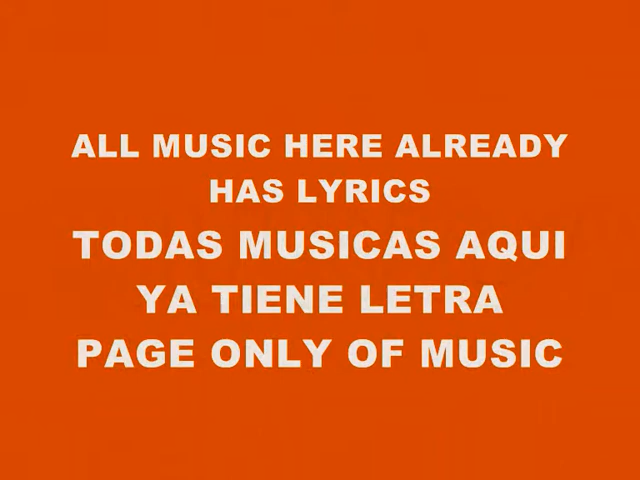 ALL MUSIC HERE ALREADY
HAS LYRICS
TODAS MUSICAS AQUI
YA TIENE LETRA
PAGE ONLY OF MUSIC